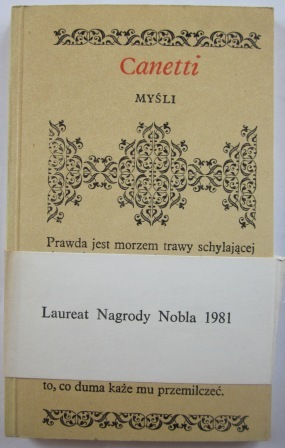 Canetti
MYŚLI
Prawda jest morzem trawy schylającej
Laureat Nagrody Nobla 1981
to, co duma każe mu przemilczeć.